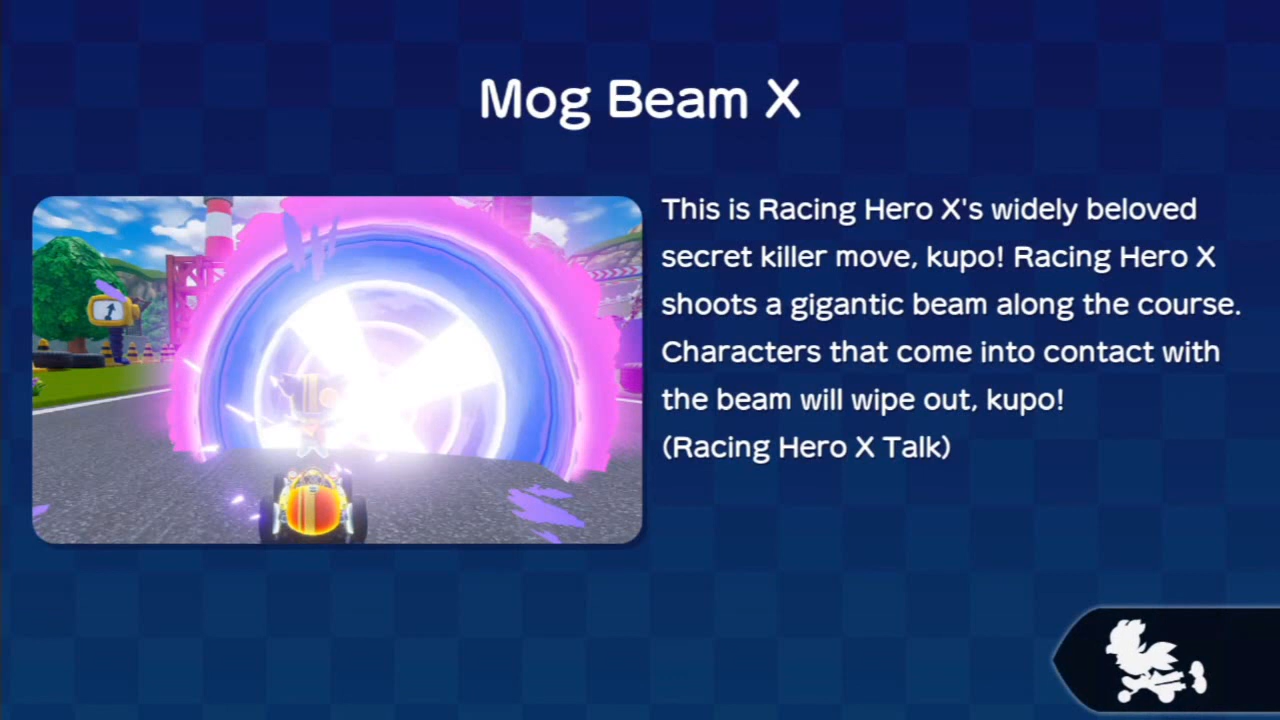 Mog Beam X
This is Racing Hero X's widely beloved
secret killer move, kupo! Racing Hero X
shoots a gigantic beam along the course.
Characters that come into contact with
the beam will wipe out, kupo!
(Racing Hero X Talk)